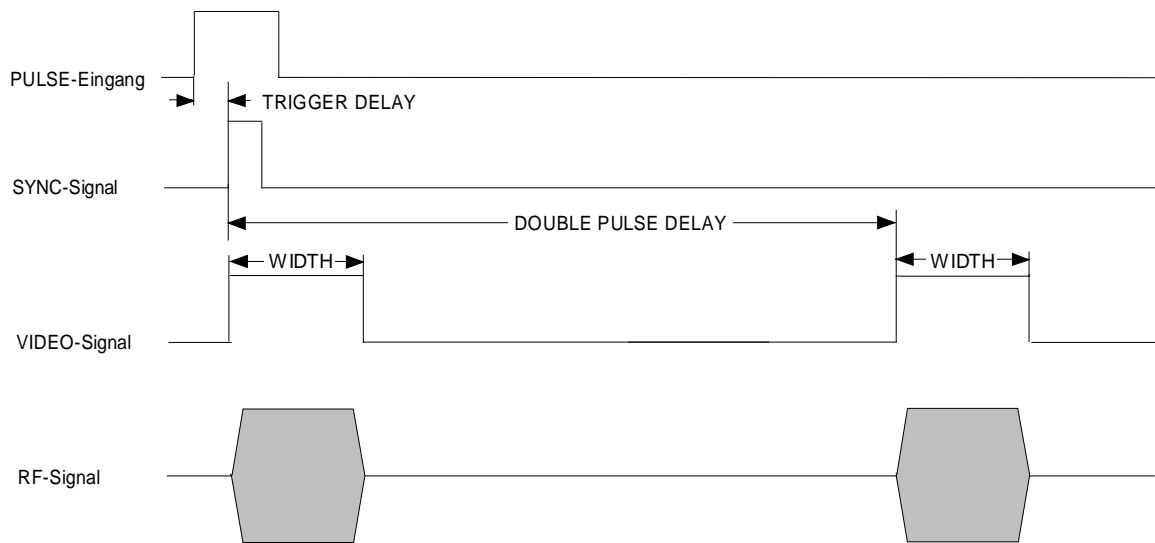 PULSE-Eingang
TRIGGER DELAY
SYNC-Signal
DOUBLE PULSE DELAY
WIDTH
WIDTH
VIDEO-Signal
RF-Signal